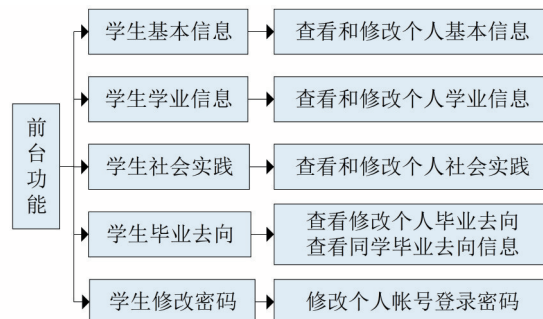 前台功能
学生基本信息
查看和修改个人基本信息
学生学业信息
查看和修改个人学业信息
学生社会实践
查看和修改个人社会实践
学生毕业去向
查看修改个人毕业去向
查看同学毕业去向信息
学生修改密码
修改个人帐号登录密码